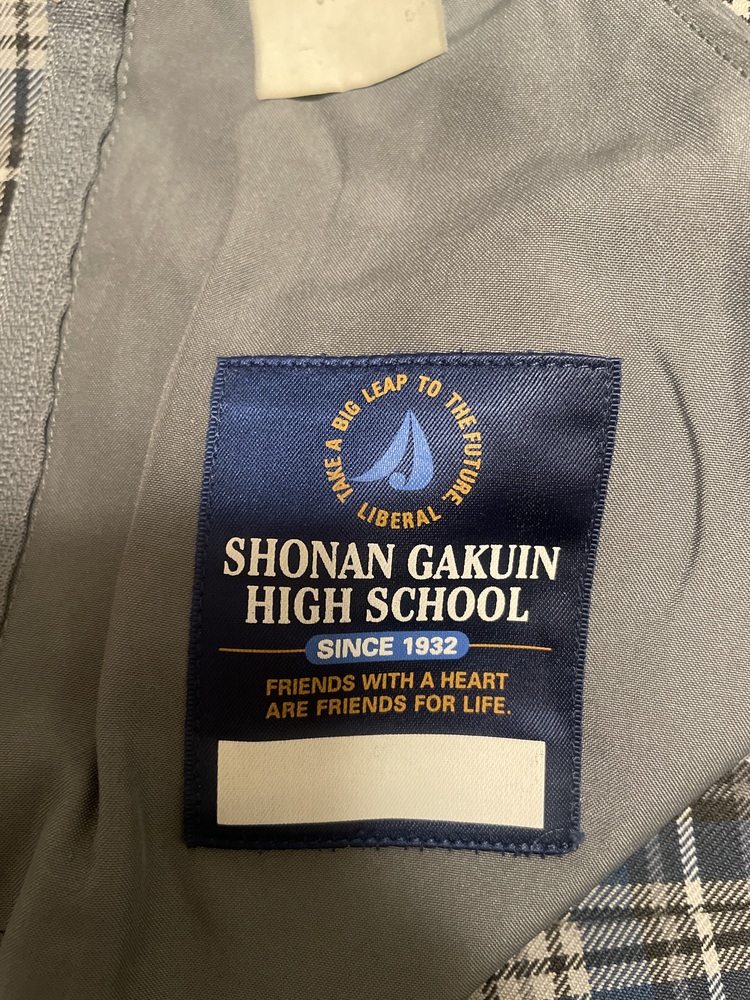 TAKE A BIG LEAP TO THE FUTURE.
LIBERAL
SHONAN GAKUIN
HIGH SCHOOL
SINCE 1932
FRIENDS WITH A HEART
ARE FRIENDS FOR LIFE.